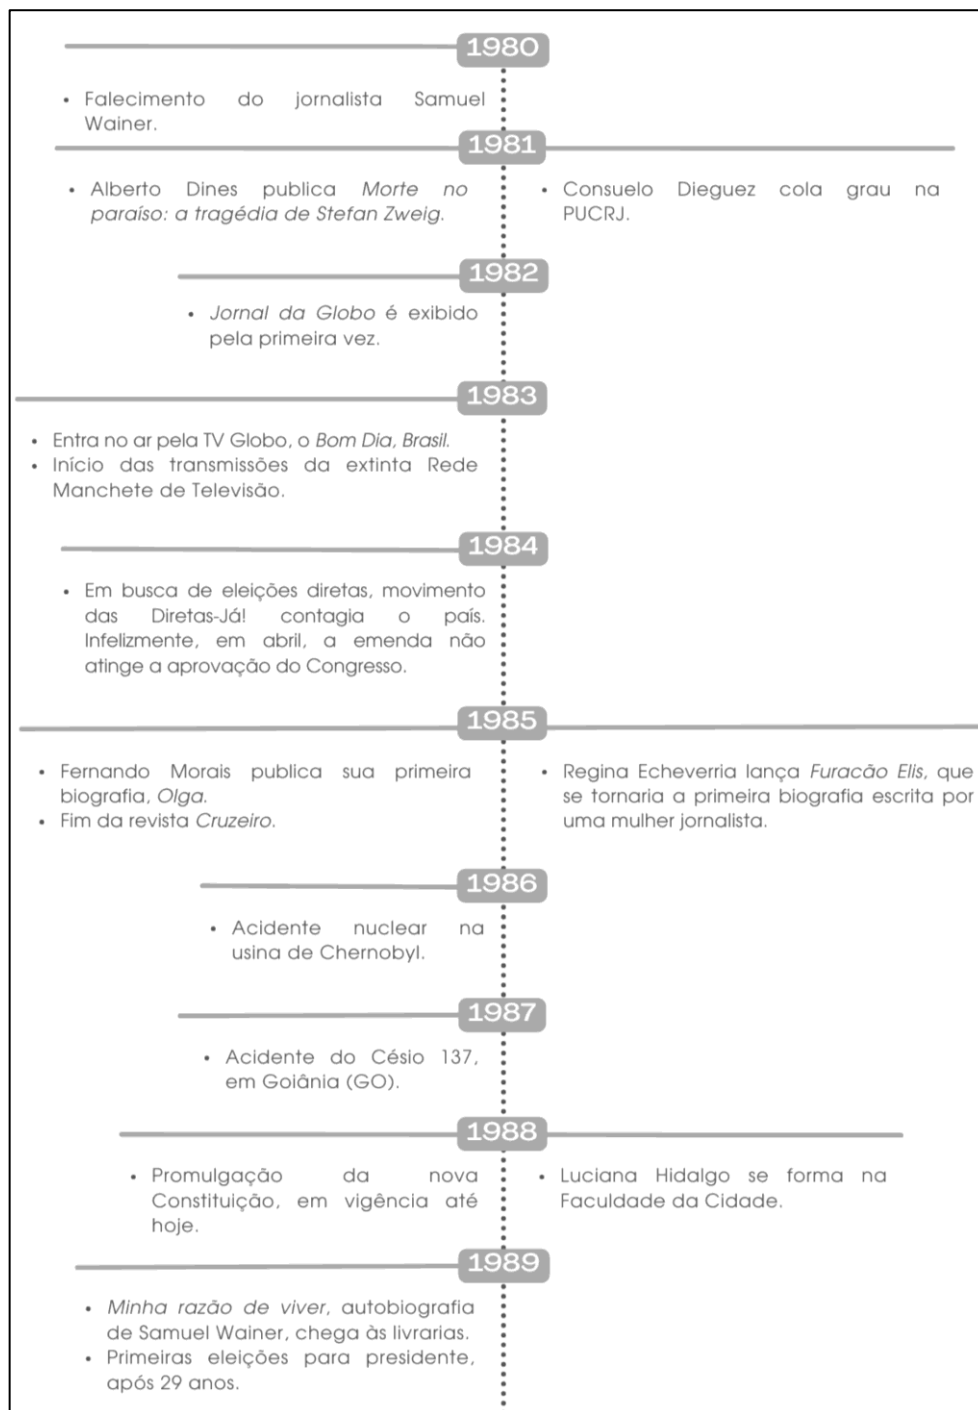 1980
• Falecimento do jornalista Samuel
Wainer.
1981
• Alberto Dines publica Morte no
paraíso: a tragédia de Stefan Zweig.
• Consuelo Dieguez cola grau na
PUCRJ.
1982
• Jornal da Globo é exibido
pela primeira vez.
1983
• Entra no ar pela TV Globo, o Bom Dia, Brasil.
• Início das transmissões da extinta Rede
Manchete de Televisão.
1984
• Em busca de eleições diretas, movimento
das Diretas-Já! contagia o país.
Infelizmente, em abril, a emenda não
atinge a aprovação do Congresso.
1985
• Fernando Morais publica sua primeira
biografia, Olga.
• Fim da revista Cruzeiro.
• Regina Echeverria lança Furacão Elis, que
se tornaria a primeira biografia escrita por
uma mulher jornalista.
1986
• Acidente nuclear na
usina de Chernobyl.
1987
• Acidente do Césio 137,
em Goiânia (GO).
1988
• Promulgação da nova
Constituição, em vigência até
hoje.
• Luciana Hidalgo se forma na
Faculdade da Cidade.
1989
• Minha razão de viver, autobiografia
de Samuel Wainer, chega às livrarias.
• Primeiras eleições para presidente,
após 29 anos.